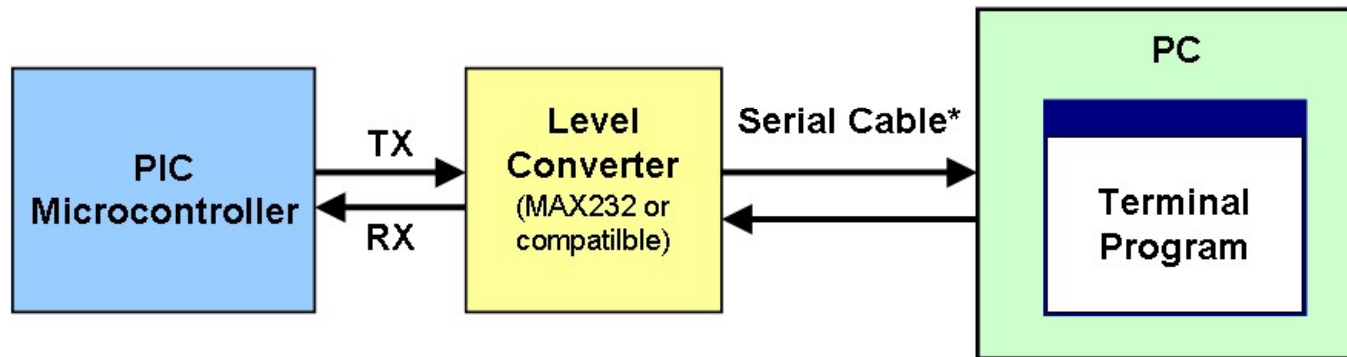 PIC
Microcontroller
TX
RX
Level
Converter
(MAX232 or
compatilble)
Serial Cable*
PC
Terminal
Program